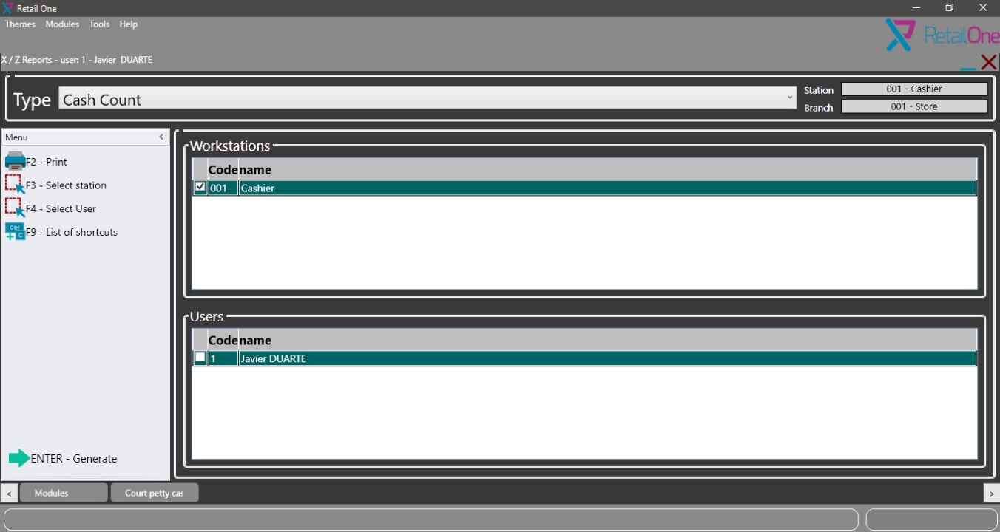 Retail One
Themes Modules Tools Help
RetailOne
X / Z Reports - user: 1 - Javier DUARTE
Type Cash Count
Station 001 - Cashier
Branch 001 - Store
Menu
F2 - Print
F3 - Select station
F4 - Select User
Ctrl
C
F9 - List of shortcuts
ENTER - Generate
Workstations
Code name
001 Cashier
Users
Code name
1 Javier DUARTE
< Modules Court petty cas >